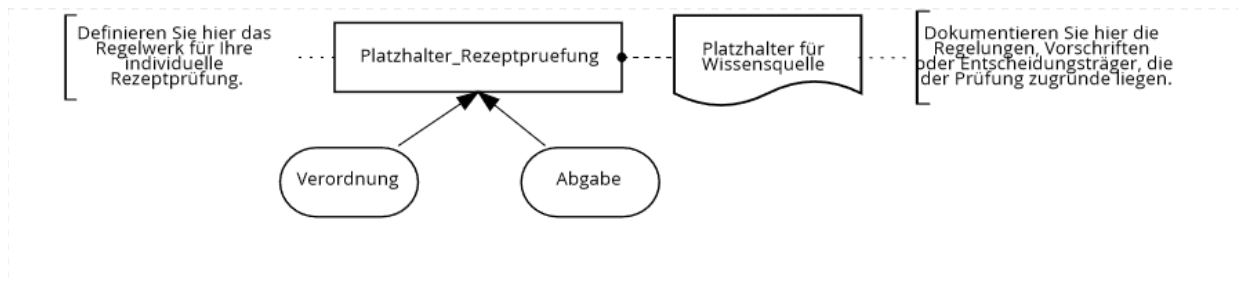 Definieren Sie hier das
Regelwerk für Ihre
individuelle
Rezeptprüfung.
Platzhalter_Rezeptpruefung
Platzhalter für
Wissensquelle
Dokumentieren Sie hier die
Regelungen, Vorschriften
oder Entscheidungsträger, die
der Prüfung zugrunde liegen.
Verordnung
Abgabe